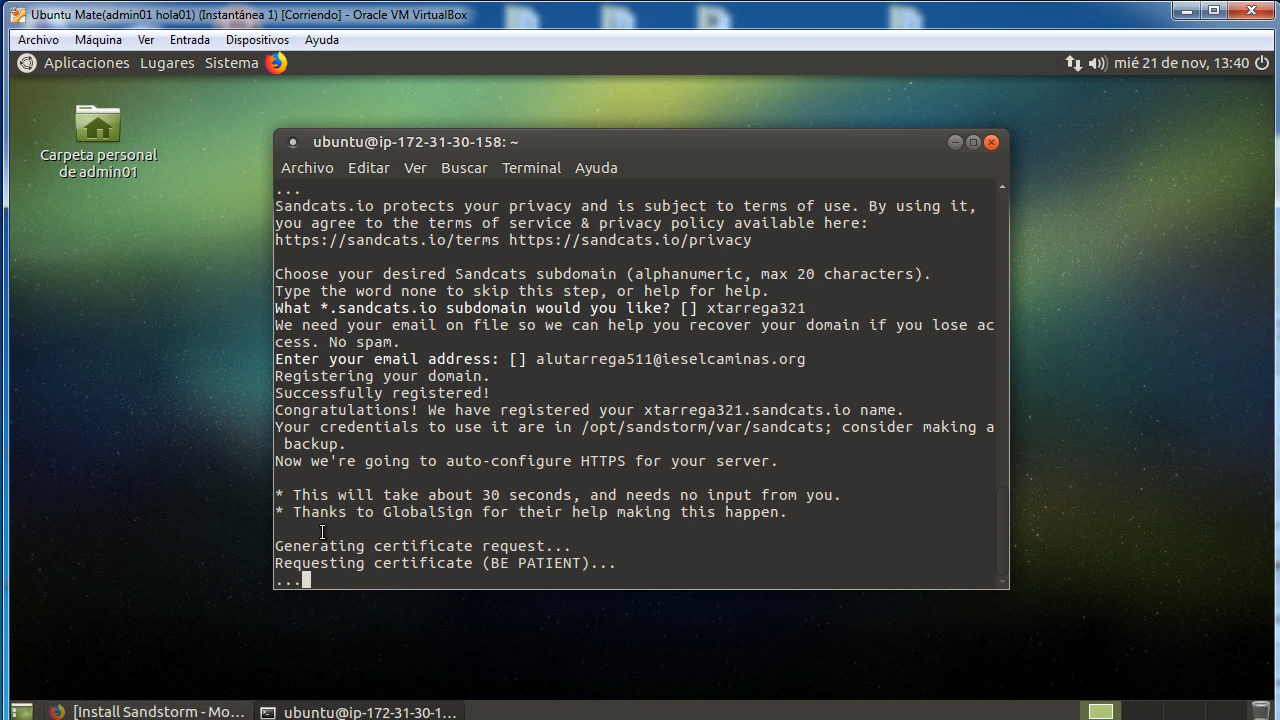 Ubuntu Mate(admin01 hola01) (Instantánea 1) [Corriendo] - Oracle VM VirtualBox
Archivo Máquina Ver Entrada Dispositivos Ayuda
Aplicaciones Lugares Sistema mié 21 de nov, 13:40
Carpeta personal
de admin01
ubuntu@ip-172-31-30-158: ~
Archivo Editar Ver Buscar Terminal Ayuda
...
Sandcats.io protects your privacy and is subject to terms of use. By using it,
you agree to the terms of service & privacy policy available here:
https://sandcats.io/terms https://sandcats.io/privacy
Choose your desired Sandcats subdomain (alphanumeric, max 20 characters).
Type the word none to skip this step, or help for help.
What *.sandcats.io subdomain would you like? [] xtarrega321
We need your email on file so we can help you recover your domain if you lose ac
cess. No spam.
Enter your email address: [] alutarrega511@ieselcaminas.org
Registering your domain.
Successfully registered!
Congratulations! We have registered your xtarrega321.sandcats.io name.
Your credentials to use it are in /opt/sandstorm/var/sandcats; consider making a
 backup.
Now we're going to auto-configure HTTPS for your server.
* This will take about 30 seconds, and needs no input from you.
* Thanks to GlobalSign for their help making this happen.
Generating certificate request...
Requesting certificate (BE PATIENT)...
...
[Install Sandstorm - Mo... ubuntu@ip-172-31-30-1...